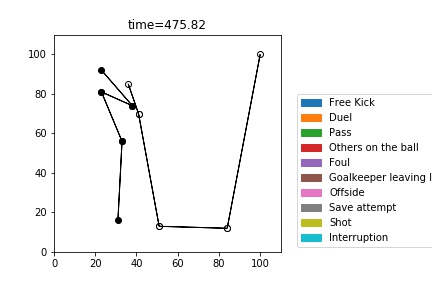 time=475.82
100
80
60
40
20
0
0 20 40 60 80 100
Free Kick
Duel
Pass
Others on the ball
Foul
Goalkeeper leaving l
Offside
Save attempt
Shot
Interruption